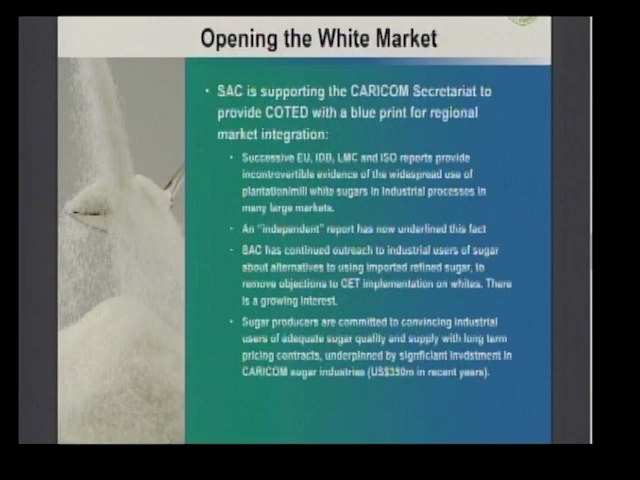 Opening the White Market
• SAC is supporting the CARICOM Secretariat to
provide COTED with a blue print for regional
market integration:
• Successive EU, IDB, LMC and ISO reports provide
incontrovertible evidence of the widespread use of
plantation/mill white sugars in industrial processes in
many large markets.
• An "independent" report has now underlined this fact
• SAC has continued outreach to industrial users of sugar
about alternatives to using imported refined sugar, to
remove objections to CET implementation on whites. There
is a growing interest.
• Sugar producers are committed to convincing industrial
users of adequate sugar quality and supply with long term
pricing contracts, underpinned by signficiant invdstment in
CARICOM sugar industries (US$350m in recent years).